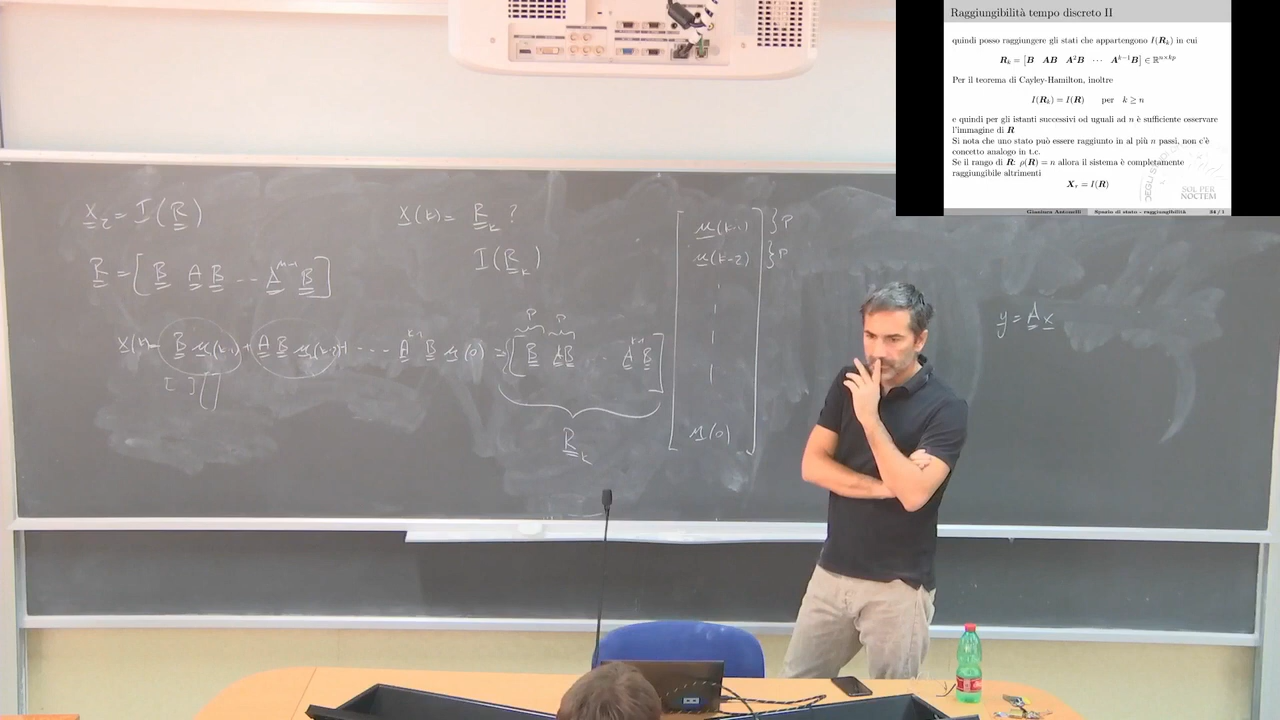 Raggiungibilità tempo discreto II
quindi posso raggiungere gli stati che appartengono I(R_k) in cui
R_k = [B AB A²B ⋯ A^{k−1}B] ∈ ℝ^{n×kp}
Per il teorema di Cayley-Hamilton, inoltre
I(R_k) = I(R) per k ≥ n
e quindi per gli istanti successivi od uguali ad n è sufficiente osservare
l'immagine di R
Si nota che uno stato può essere raggiunto in al più n passi, non c'è
concetto analogo in t.c.
Se il rango di R: ρ(R) = n allora il sistema è completamente
raggiungibile altrimenti
X_r = I(R)
SOL PER
NOCTEM
Gianluca Antonelli Spazio di stato - raggiungibilità 34/1
X_r = I(R)
R = [B AB ⋯ A^{n-1}B]
x(k) = B u(k-1) + A B u(k-2) + ⋯ A^{k-1} B u(0) = [B AB ⋯ A^{k-1}B]
[ ] [ ]
p p
R_k
x(k) = R_k ?
I(R_k)
u(k-1) } p
u(k-2) } p
u(0)
y = A x